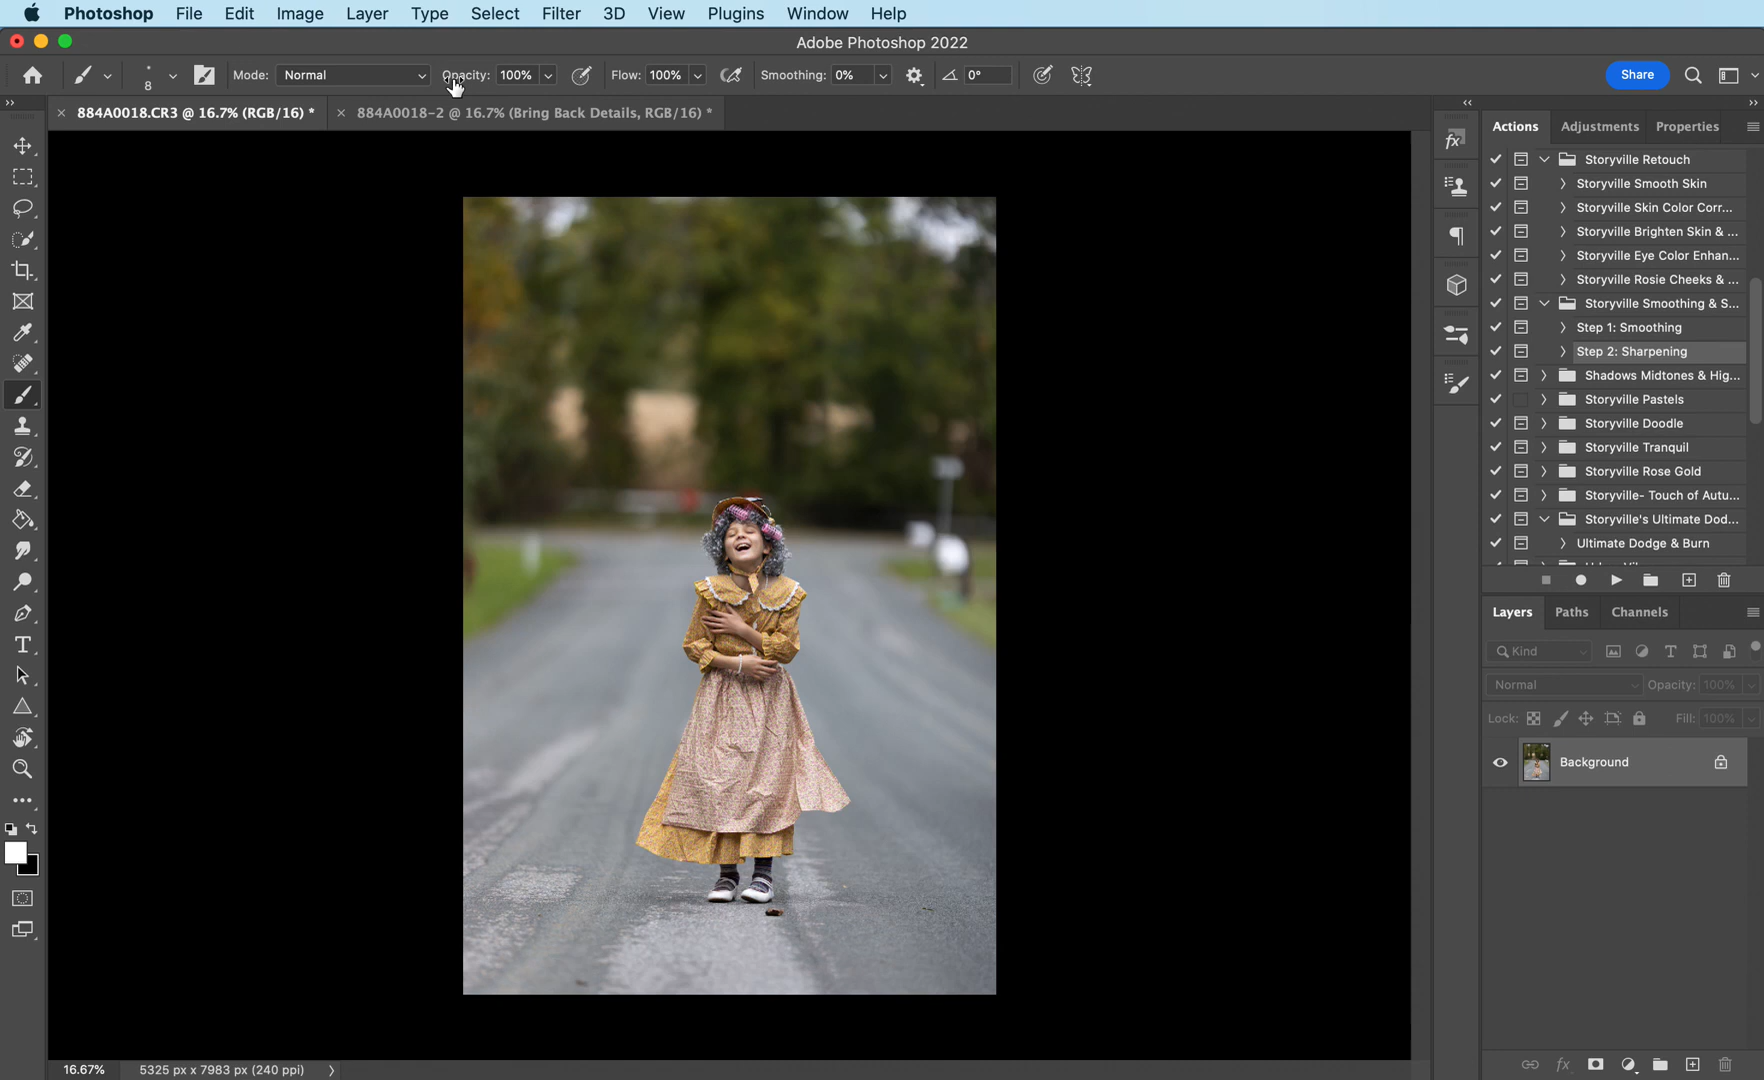 Photoshop File Edit Image Layer Type Select Filter 3D View Plugins Window Help
Adobe Photoshop 2022
8 Mode: Normal Opacity: 100% Flow: 100% Smoothing: 0% 0° Share
884A0018.CR3 @ 16.7% (RGB/16) *
884A0018-2 @ 16.7% (Bring Back Details, RGB/16) *
Actions Adjustments Properties
Storyville Retouch
Storyville Smooth Skin
Storyville Skin Color Corr...
Storyville Brighten Skin & ...
Storyville Eye Color Enhan...
Storyville Rosie Cheeks & ...
Storyville Smoothing & S...
Step 1: Smoothing
Step 2: Sharpening
Shadows Midtones & Hig...
Storyville Pastels
Storyville Doodle
Storyville Tranquil
Storyville Rose Gold
Storyville- Touch of Autu...
Storyville's Ultimate Dod...
Ultimate Dodge & Burn
Layers Paths Channels
Kind
Normal Opacity: 100%
Lock: Fill: 100%
Background
16.67% 5325 px x 7983 px (240 ppi)